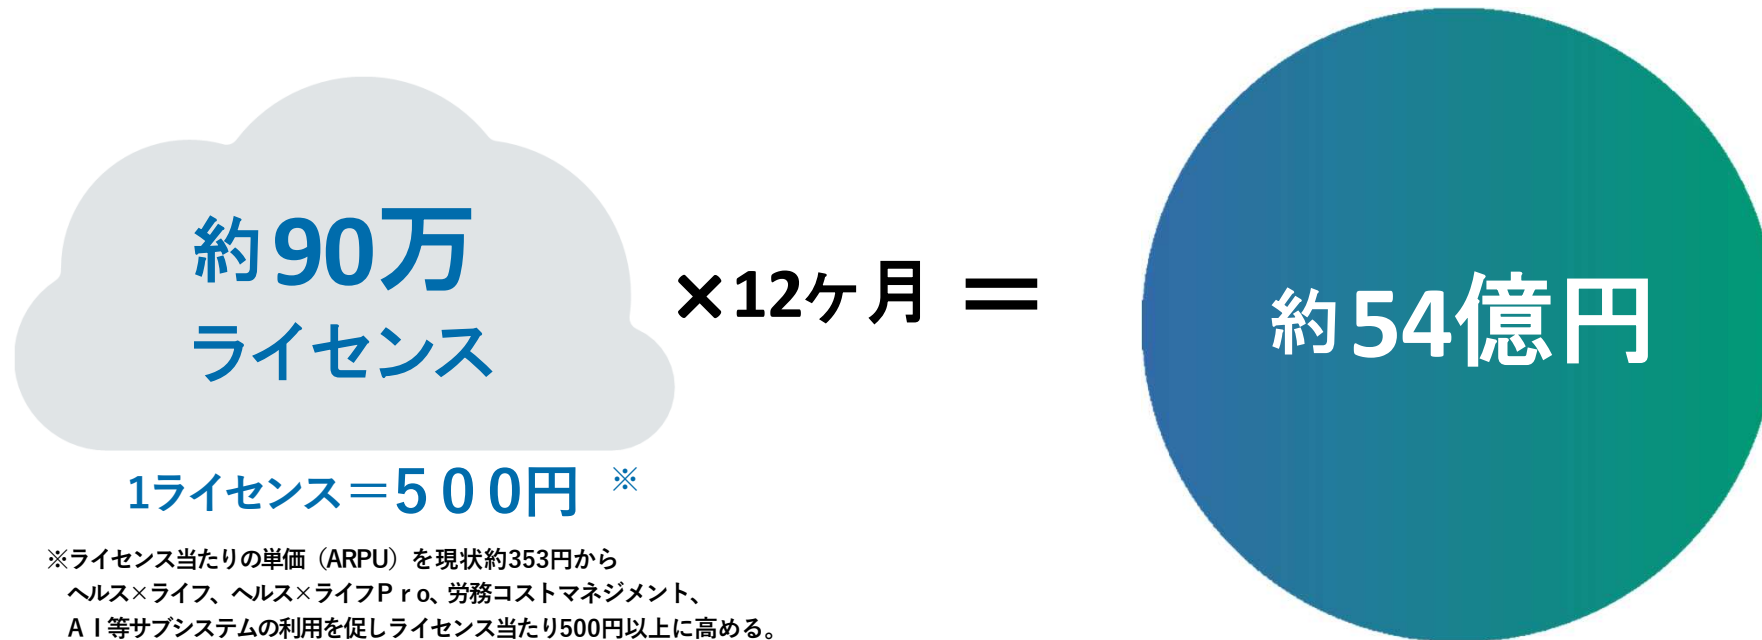 約90万
ライセンス
×12ヶ月 ＝
約54億円
1ライセンス＝５００円 ※
※ライセンス当たりの単価（ARPU）を現状約353円から
ヘルス×ライフ、ヘルス×ライフＰｒｏ、労務コストマネジメント、
ＡＩ等サブシステムの利用を促しライセンス当たり500円以上に高める。